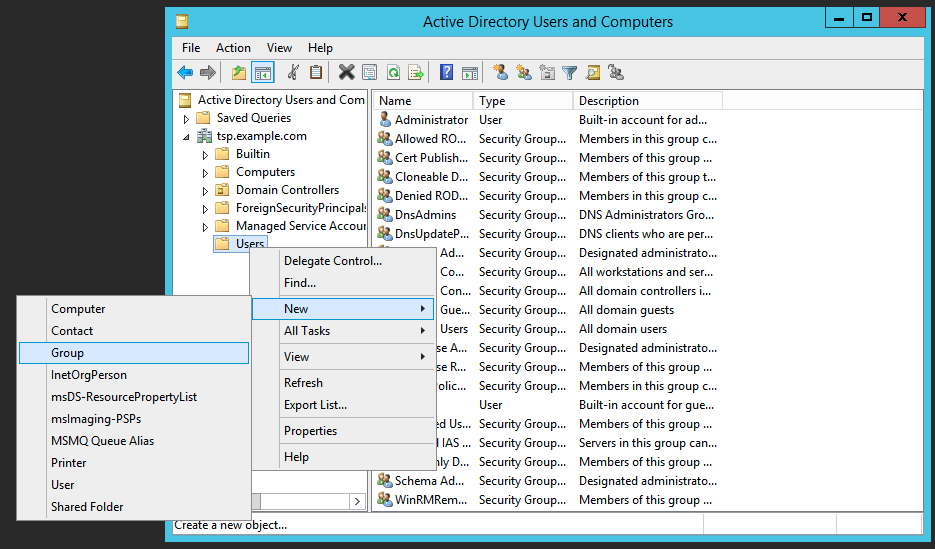 Active Directory Users and Computers
File Action View Help
Active Directory Users and Com
Saved Queries
tsp.example.com
Builtin
Computers
Domain Controllers
ForeignSecurityPrincipals
Managed Service Accour
Users
Name Type Description
Administrator User Built-in account for ad...
Allowed RO... Security Group... Members in this group c...
Cert Publish... Security Group... Members of this group ...
Cloneable D... Security Group... Members of this group t...
Denied ROD... Security Group... Members in this group c...
DnsAdmins Security Group... DNS Administrators Gro...
DnsUpdateP... Security Group... DNS clients who are per...
Ad... Security Group... Designated administrato...
Co... Security Group... All workstations and ser...
Con... Security Group... All domain controllers i...
Gue... Security Group... All domain guests
Users Security Group... All domain users
e A... Security Group... Designated administrato...
e R... Security Group... Members of this group ...
olic... Security Group... Members in this group c...
User Built-in account for gue...
d Us... Security Group... Members of this group ...
IAS ... Security Group... Servers in this group can...
nly D... Security Group... Members of this group ...
Schema Ad... Security Group... Designated administrato...
WinRMRem... Security Group... Members of this group ...
Delegate Control...
Find...
New
All Tasks
View
Refresh
Export List...
Properties
Help
Computer
Contact
Group
InetOrgPerson
msDS-ResourcePropertyList
msImaging-PSPs
MSMQ Queue Alias
Printer
User
Shared Folder
Create a new object...